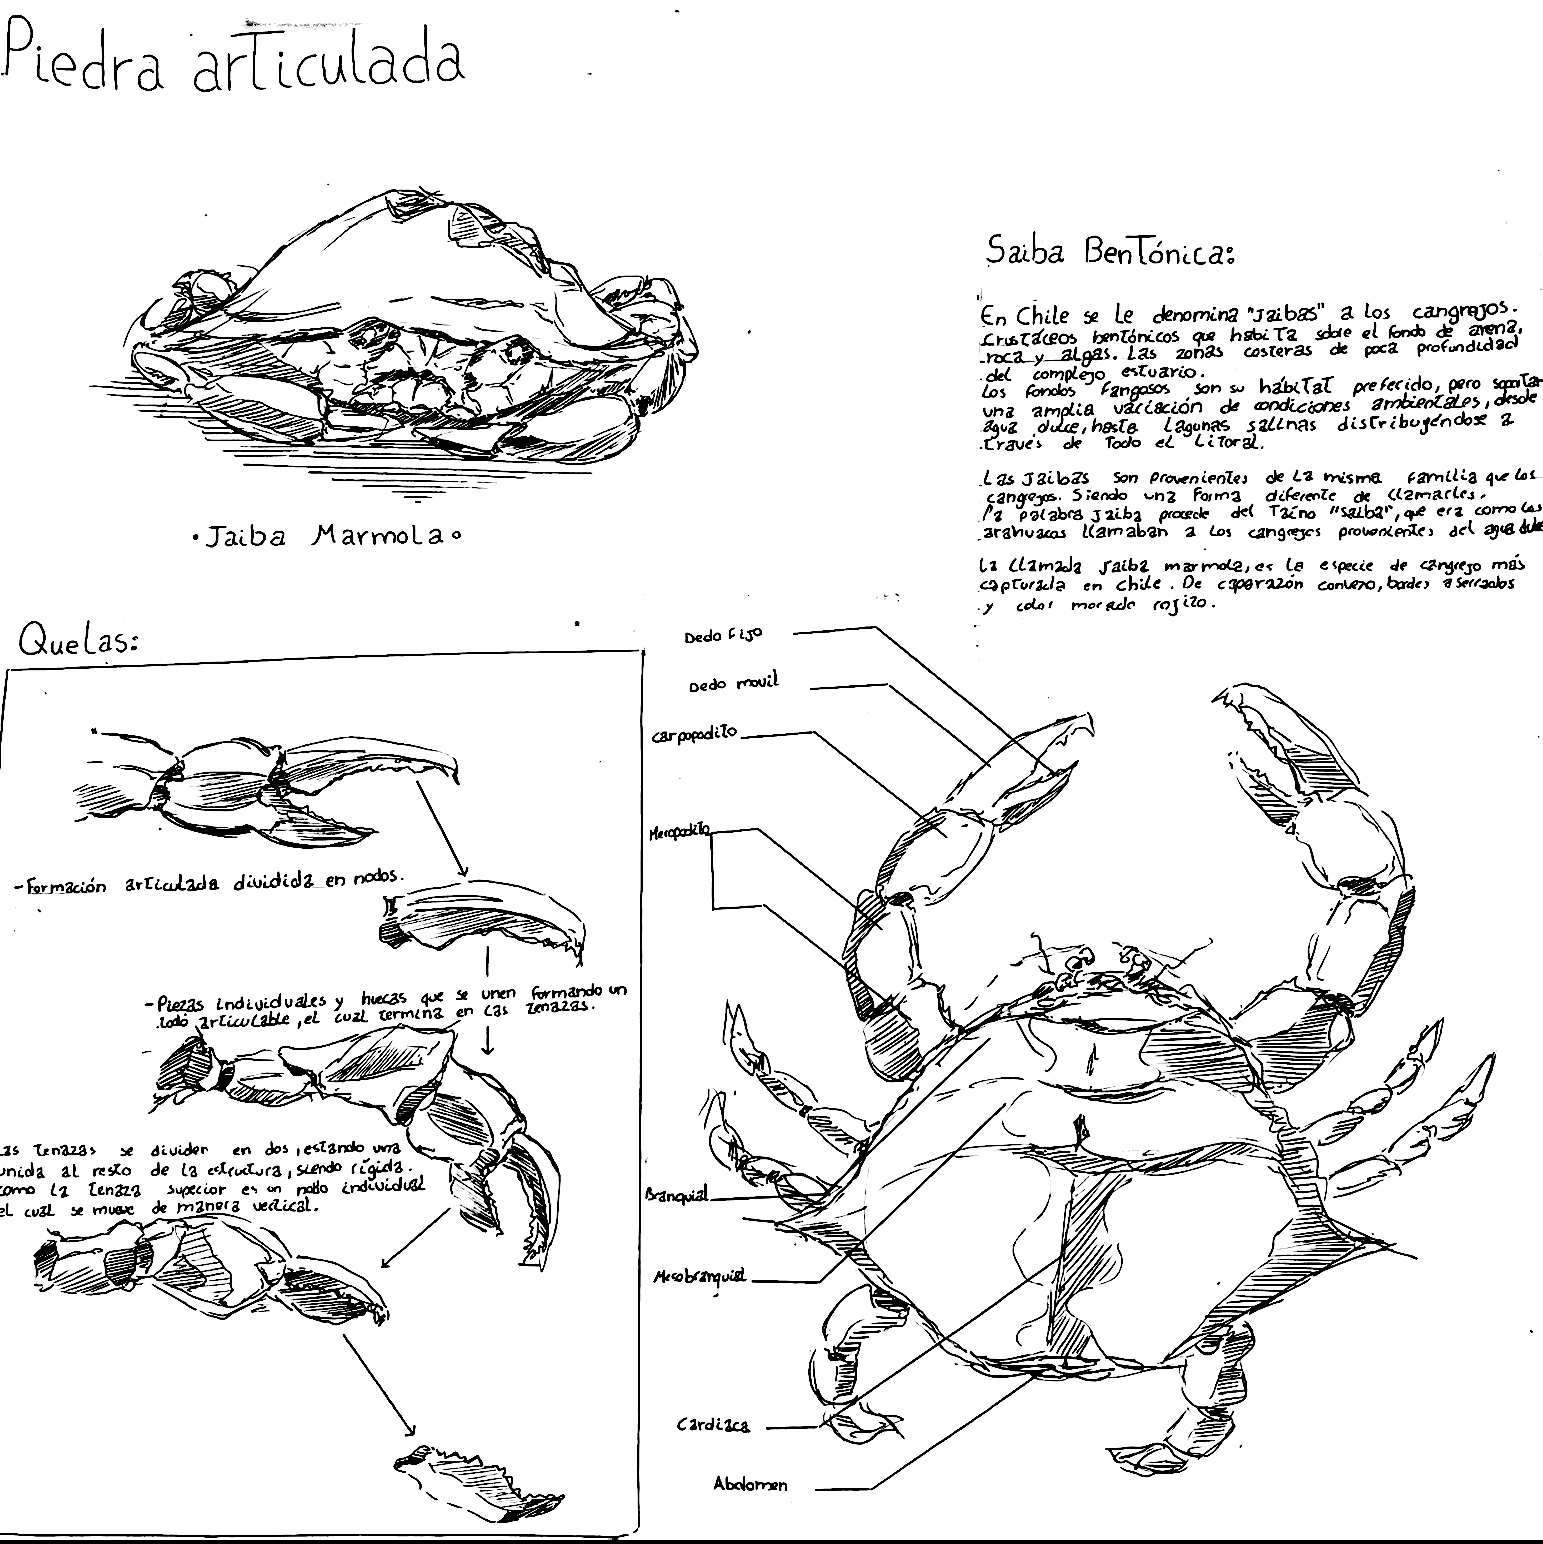 Piedra articulada
• Jaiba Marmola •
Saiba Bentónica:
En Chile se le denomina "Jaibas" a los cangrejos.
crustáceos bentónicos que habita sobre el fondo de arena,
roca y algas. Las zonas costeras de poca profundidad
del complejo estuario.
Los fondos fangosos son su hábitat preferido, pero soportan
una amplia variación de condiciones ambientales, desde
agua dulce, hasta lagunas salinas distribuyéndose a
través de todo el litoral.
Las Jaibas son provenientes de la misma familia que los
cangejos. Siendo una forma diferente de llamarles.
La palabra Jaiba procede del Taíno "saiba", que era como los
arahuacos llamaban a los cangrejos provenientes del agua dulce
La llamada Jaiba marmola, es la especie de cangrejo más
capturada en chile. De caparazón convexo, bordes aserrados
y color morado rojizo.
Quelas:
-Formación articulada dividida en nodos.
-Piezas individuales y huecas que se unen formando un
todo articulable, el cual termina en las tenazas.
Las tenazas se dividen en dos, estando una
unida al resto de la estructura, siendo rígida.
como la tenaza superior es un nodo individual
el cual se mueve de manera vertical.
Dedo Fijo
Dedo movil
Carpopodito
Meropodito
Branquial
Mesobranquial
Cardiaca
Abdomen